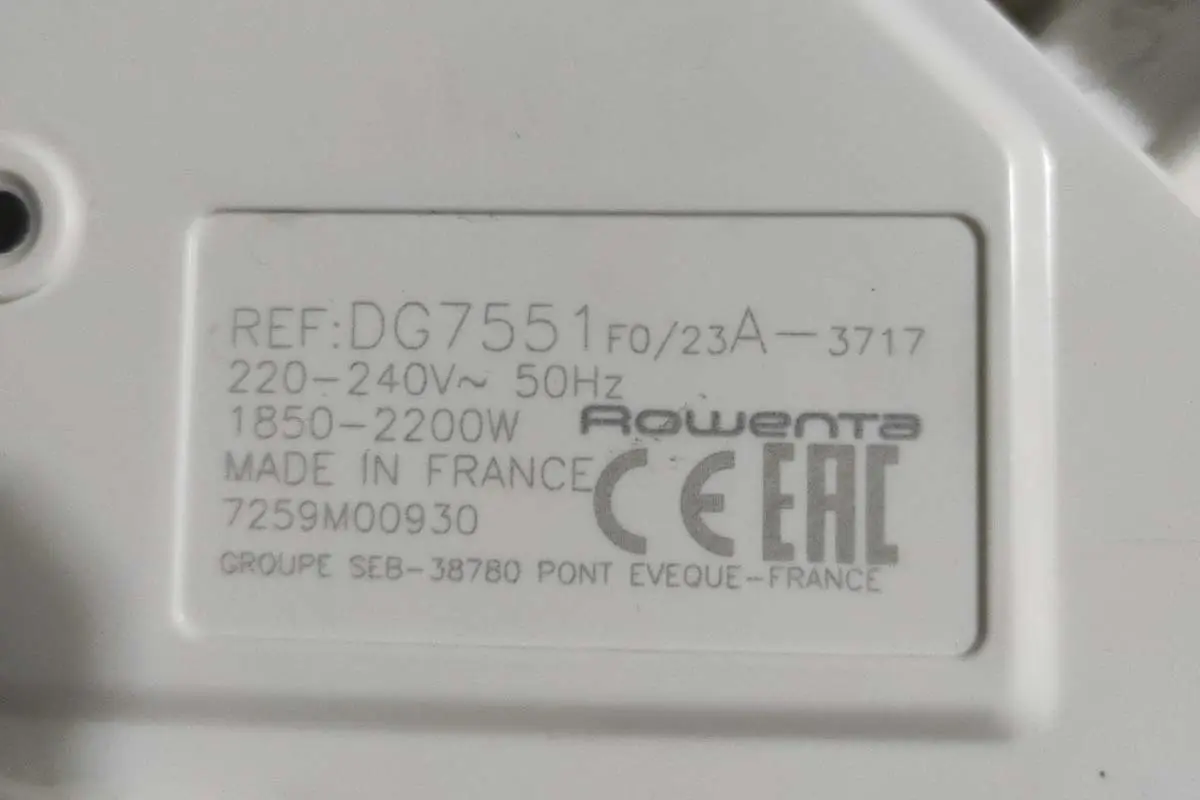 REF:DG7551F0/23A-3717
220-240V~ 50Hz
1850-2200W
Rowenta
MADE IN FRANCE
CE EAC
7259M00930
GROUPE SEB-38780 PONT EVEQUE-FRANCE